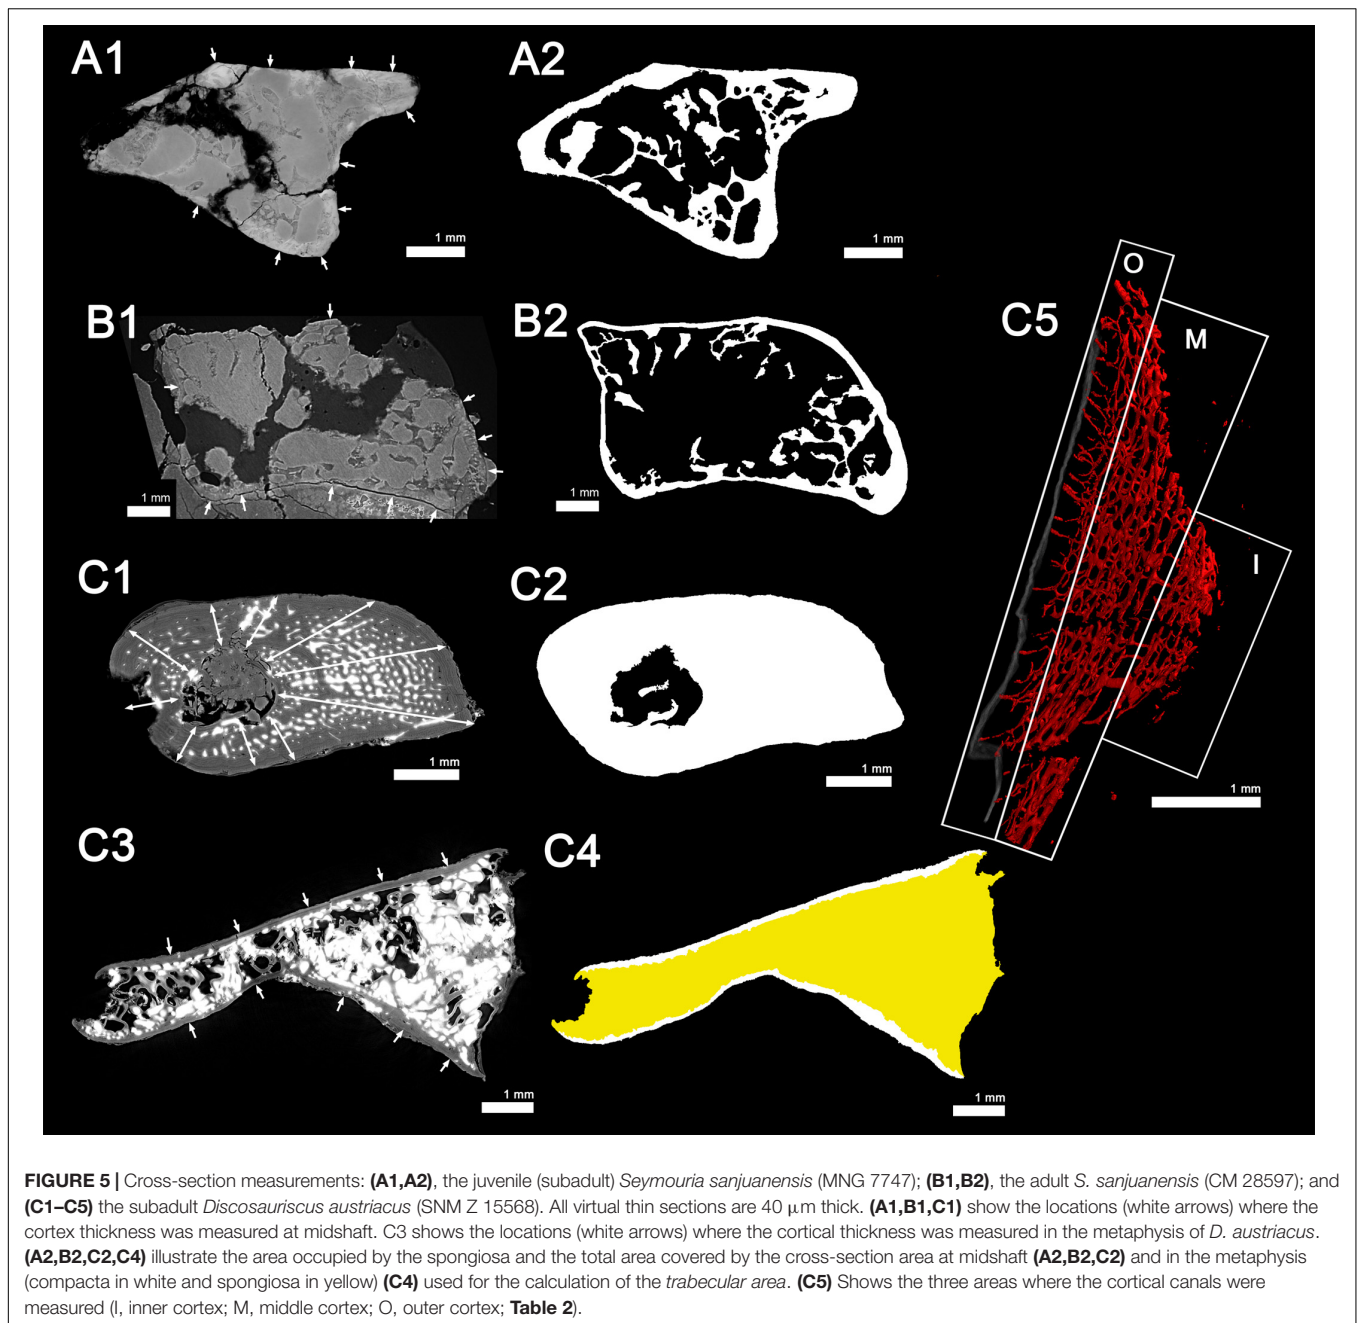 A1
A2
1 mm
1 mm
O
B1
B2
C5
M
1 mm
1 mm
I
C1
C2
1 mm
1 mm
1 mm
C3
C4
1 mm
1 mm
FIGURE 5 | Cross-section measurements: (A1,A2), the juvenile (subadult) Seymouria sanjuanensis (MNG 7747); (B1,B2), the adult S. sanjuanensis (CM 28597); and
(C1–C5) the subadult Discosauriscus austriacus (SNM Z 15568). All virtual thin sections are 40 μm thick. (A1,B1,C1) show the locations (white arrows) where the
cortex thickness was measured at midshaft. C3 shows the locations (white arrows) where the cortical thickness was measured in the metaphysis of D. austriacus.
(A2,B2,C2,C4) illustrate the area occupied by the spongiosa and the total area covered by the cross-section area at midshaft (A2,B2,C2) and in the metaphysis
(compacta in white and spongiosa in yellow) (C4) used for the calculation of the trabecular area. (C5) Shows the three areas where the cortical canals were
measured (I, inner cortex; M, middle cortex; O, outer cortex; Table 2).